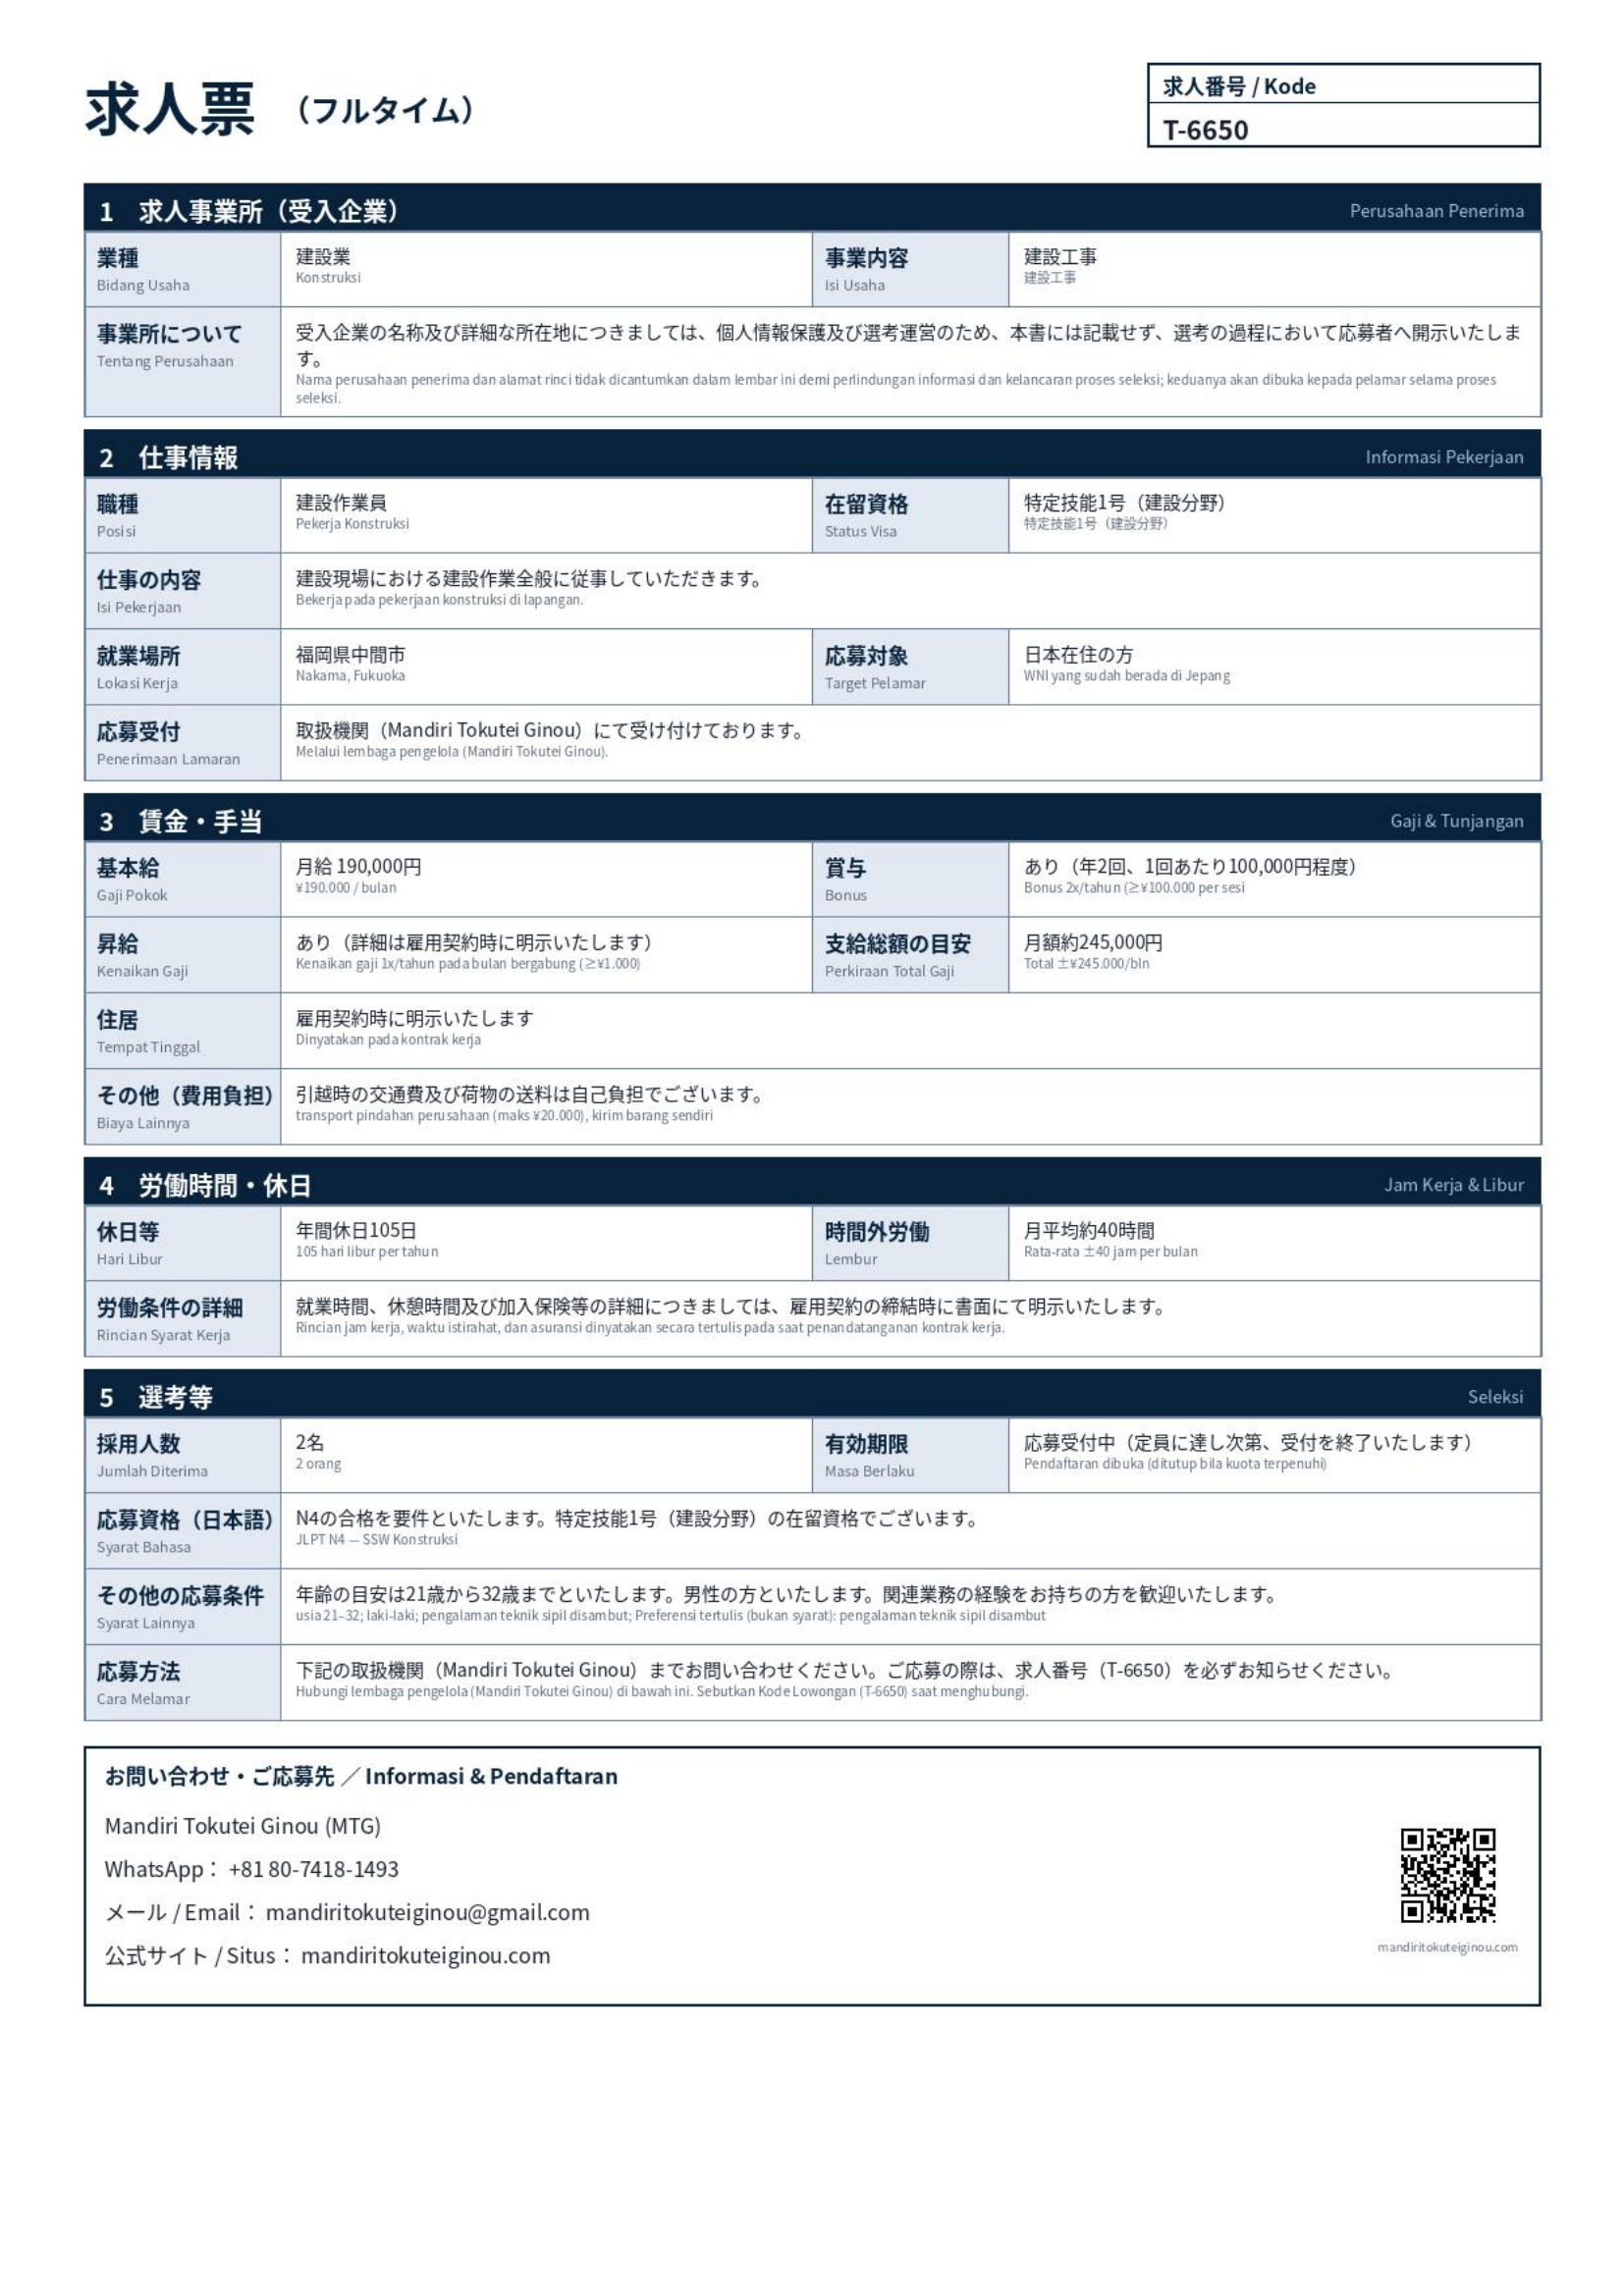 求人票 （フルタイム）
求人番号 / Kode
T-6650
1 求人事業所（受入企業） Perusahaan Penerima
業種 建設業 事業内容 建設工事
Bidang Usaha Konstruksi Isi Usaha 建設工事
事業所について 受入企業の名称及び詳細な所在地につきましては、個人情報保護及び選考運営のため、本書には記載せず、選考の過程において応募者へ開示いたしま
Tentang Perusahaan す。
Nama perusahaan penerima dan alamat rinci tidak dicantumkan dalam lembar ini demi perlindungan informasi dan kelancaran proses seleksi; keduanya akan dibuka kepada pelamar selama proses
seleksi.
2 仕事情報 Informasi Pekerjaan
職種 建設作業員 在留資格 特定技能1号（建設分野）
Posisi Pekerja Konstruksi Status Visa 特定技能1号（建設分野）
仕事の内容 建設現場における建設作業全般に従事していただきます。
Isi Pekerjaan Bekerja pada pekerjaan konstruksi di lapangan.
就業場所 福岡県中間市 応募対象 日本在住の方
Lokasi Kerja Nakama, Fukuoka Target Pelamar WNI yang sudah berada di Jepang
応募受付 取扱機関（Mandiri Tokutei Ginou）にて受け付けております。
Penerimaan Lamaran Melalui lembaga pengelola (Mandiri Tokutei Ginou).
3 賃金・手当 Gaji & Tunjangan
基本給 月給 190,000円 賞与 あり（年2回、1回あたり100,000円程度）
Gaji Pokok ¥190.000 / bulan Bonus Bonus 2x/tahun (≥¥100.000 per sesi
昇給 あり（詳細は雇用契約時に明示いたします） 支給総額の目安 月額約245,000円
Kenaikan Gaji Kenaikan gaji 1x/tahun pada bulan bergabung (≥¥1.000) Perkiraan Total Gaji Total ±¥245.000/bln
住居 雇用契約時に明示いたします
Tempat Tinggal Dinyatakan pada kontrak kerja
その他（費用負担） 引越時の交通費及び荷物の送料は自己負担でございます。
Biaya Lainnya transport pindahan perusahaan (maks ¥20.000), kirim barang sendiri
4 労働時間・休日 Jam Kerja & Libur
休日等 年間休日105日 時間外労働 月平均約40時間
Hari Libur 105 hari libur per tahun Lembur Rata-rata ±40 jam per bulan
労働条件の詳細 就業時間、休憩時間及び加入保険等の詳細につきましては、雇用契約の締結時に書面にて明示いたします。
Rincian Syarat Kerja Rincian jam kerja, waktu istirahat, dan asuransi dinyatakan secara tertulis pada saat penandatanganan kontrak kerja.
5 選考等 Seleksi
採用人数 2名 有効期限 応募受付中（定員に達し次第、受付を終了いたします）
Jumlah Diterima 2 orang Masa Berlaku Pendaftaran dibuka (ditutup bila kuota terpenuhi)
応募資格（日本語） N4の合格を要件といたします。特定技能1号（建設分野）の在留資格でございます。
Syarat Bahasa JLPT N4 — SSW Konstruksi
その他の応募条件 年齢の目安は21歳から32歳までといたします。男性の方といたします。関連業務の経験をお持ちの方を歓迎いたします。
Syarat Lainnya usia 21–32; laki-laki; pengalaman teknik sipil disambut; Preferensi tertulis (bukan syarat): pengalaman teknik sipil disambut
応募方法 下記の取扱機関（Mandiri Tokutei Ginou）までお問い合わせください。ご応募の際は、求人番号（T-6650）を必ずお知らせください。
Cara Melamar Hubungi lembaga pengelola (Mandiri Tokutei Ginou) di bawah ini. Sebutkan Kode Lowongan (T-6650) saat menghubungi.
お問い合わせ・ご応募先 ／ Informasi & Pendaftaran
Mandiri Tokutei Ginou (MTG)
WhatsApp： +81 80-7418-1493
メール / Email： mandiritokuteiginou@gmail.com
公式サイト / Situs： mandiritokuteiginou.com
mandiritokuteiginou.com